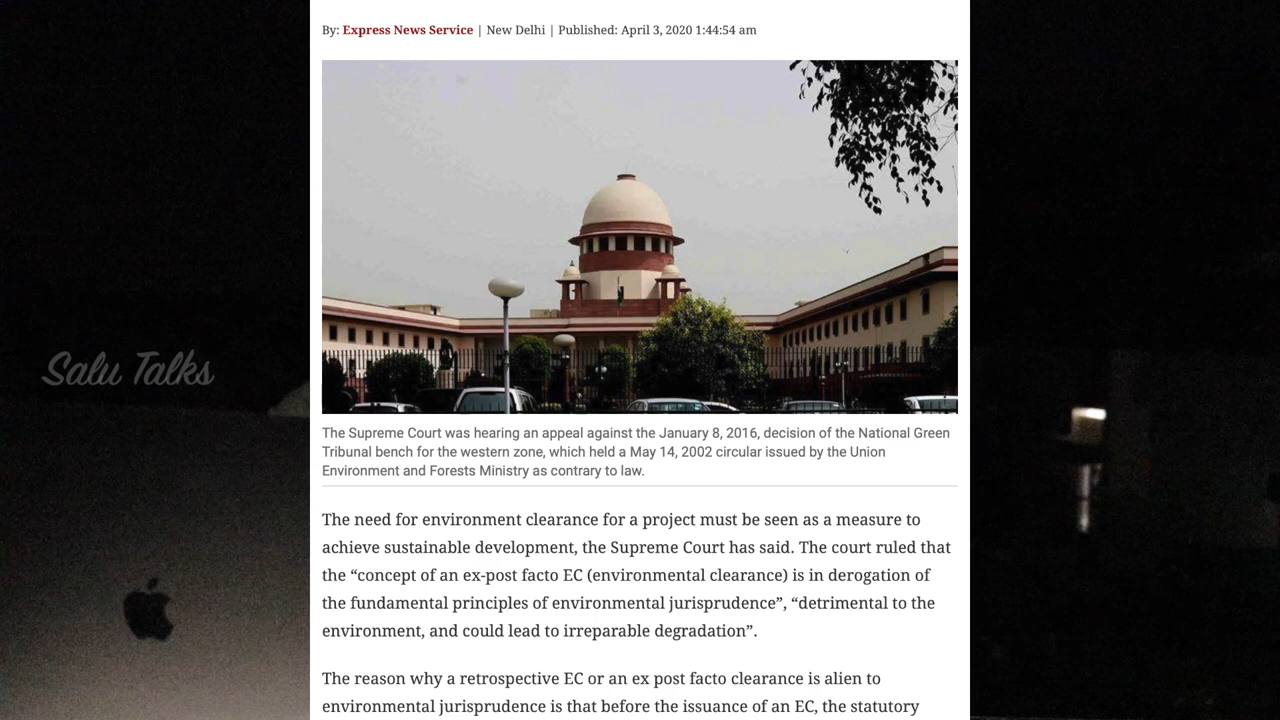 By: Express News Service | New Delhi | Published: April 3, 2020 1:44:54 am
Salu Talks
The Supreme Court was hearing an appeal against the January 8, 2016, decision of the National Green
Tribunal bench for the western zone, which held a May 14, 2002 circular issued by the Union
Environment and Forests Ministry as contrary to law.
The need for environment clearance for a project must be seen as a measure to
achieve sustainable development, the Supreme Court has said. The court ruled that
the “concept of an ex-post facto EC (environmental clearance) is in derogation of
the fundamental principles of environmental jurisprudence”, “detrimental to the
environment, and could lead to irreparable degradation”.
The reason why a retrospective EC or an ex post facto clearance is alien to
environmental jurisprudence is that before the issuance of an EC, the statutory